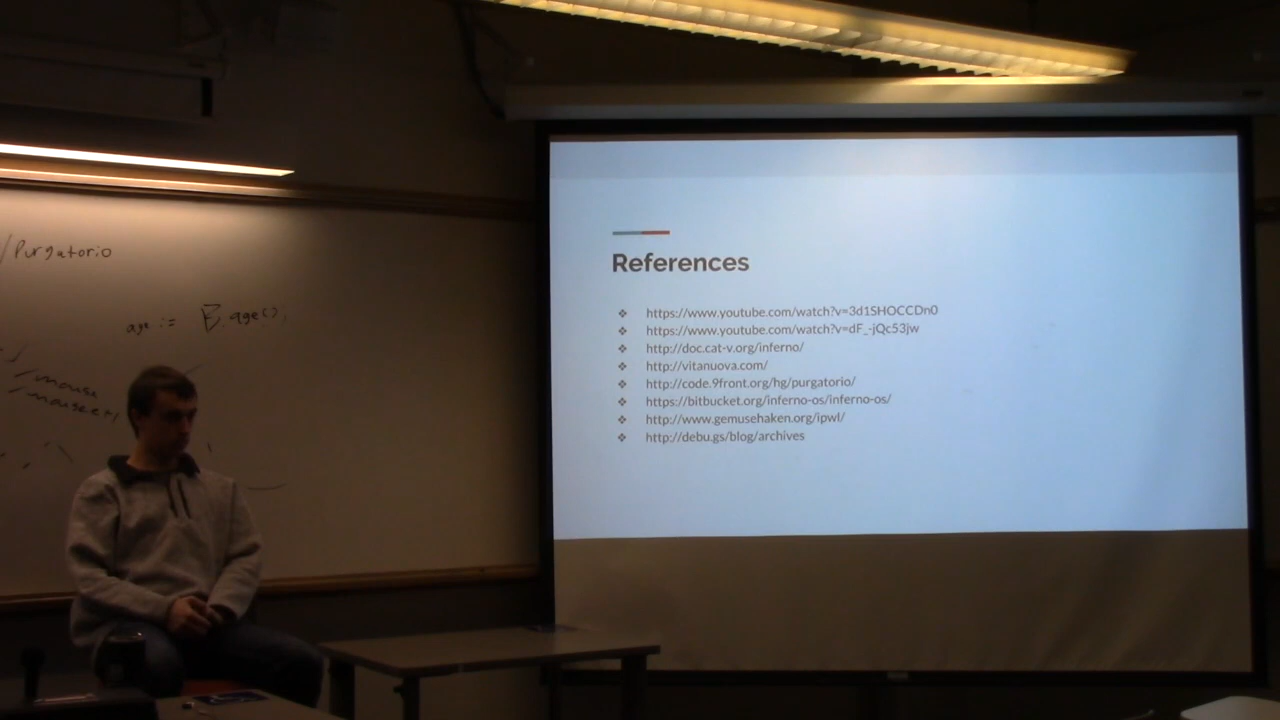 /Purgatorio
age := B.age();
/mouse
/mousectl
References
❖ https://www.youtube.com/watch?v=3d1SHOCCDn0
❖ https://www.youtube.com/watch?v=dF_-jQc53jw
❖ http://doc.cat-v.org/inferno/
❖ http://vitanuova.com/
❖ http://code.9front.org/hg/purgatorio/
❖ https://bitbucket.org/inferno-os/inferno-os/
❖ http://www.gemusehaken.org/ipwl/
❖ http://debu.gs/blog/archives